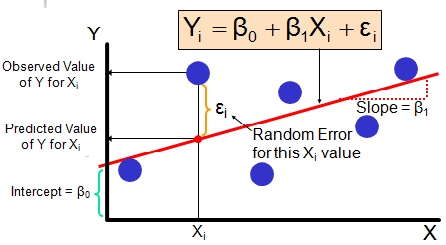 Yi = β0 + β1Xi + εi
Y
Observed Value
of Y for Xi
εi
Slope = β1
Predicted Value
of Y for Xi
Random Error
for this Xi value
Intercept = β0
Xi
X